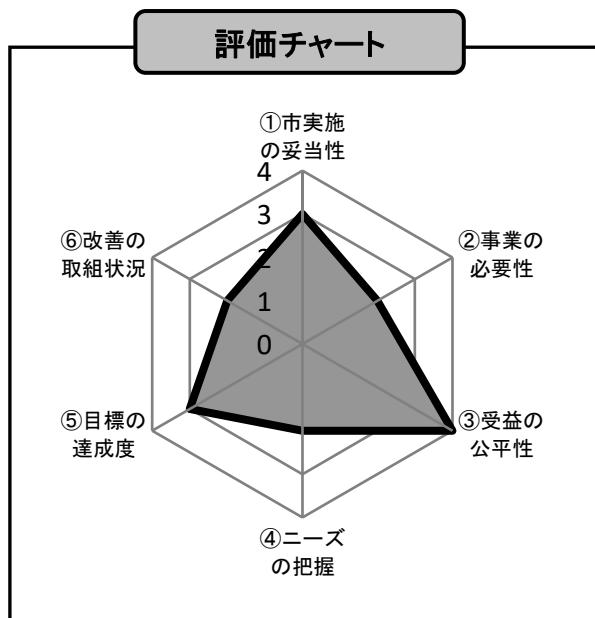 評価チャート
①市実施
の妥当性
4
3
2
1
0
②事業の
必要性
③受益の
公平性
④ニーズ
の把握
⑤目標の
達成度
⑥改善の
取組状況